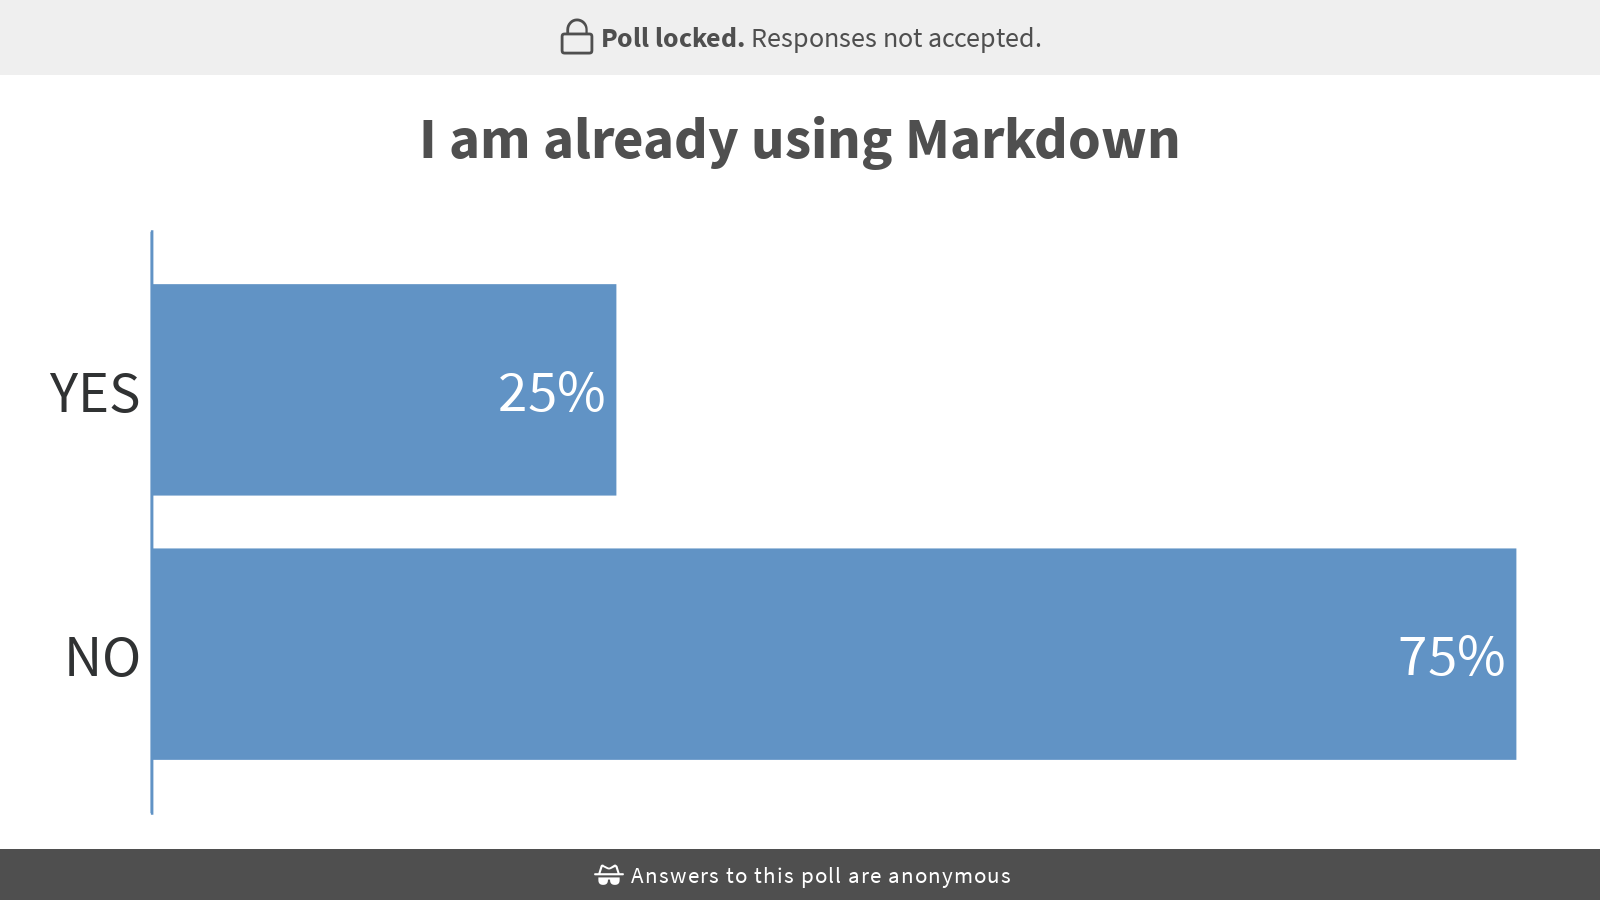 Poll locked. Responses not accepted.
I am already using Markdown
YES
25%
NO
75%
Answers to this poll are anonymous